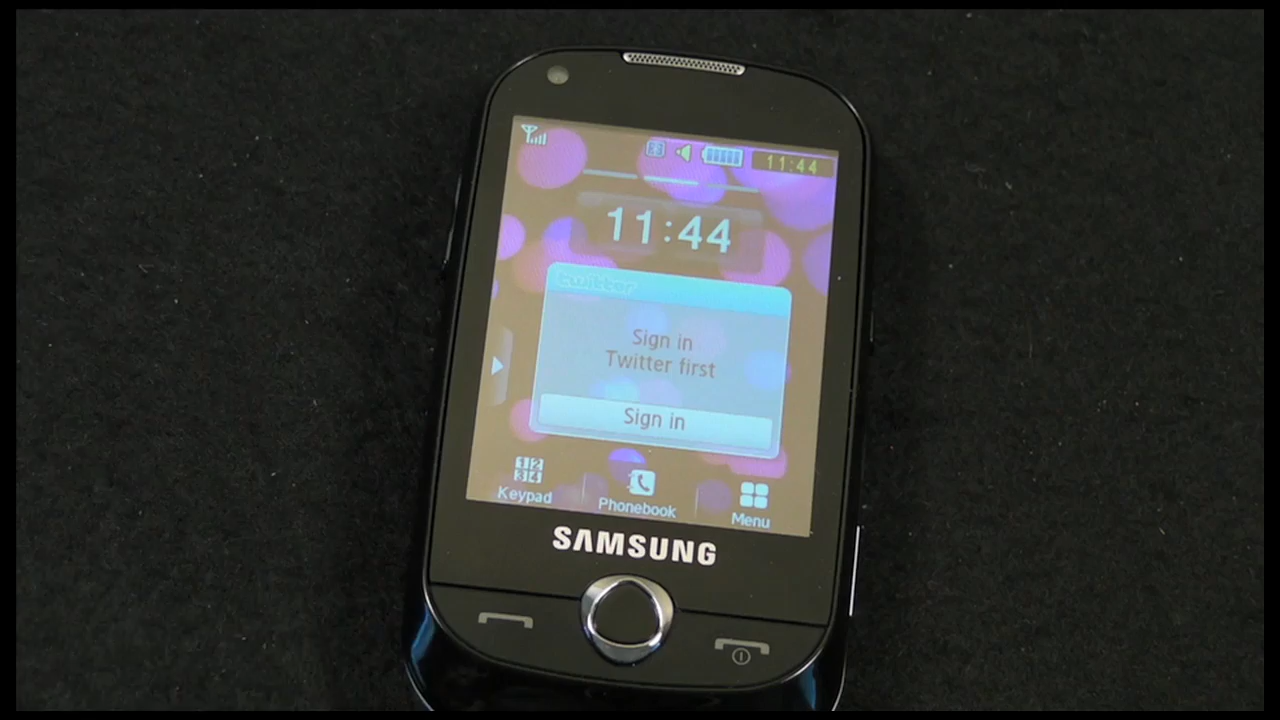 11:44
11:44
twitter
Sign in
Twitter first
Sign in
Keypad
Phonebook
Menu
SAMSUNG